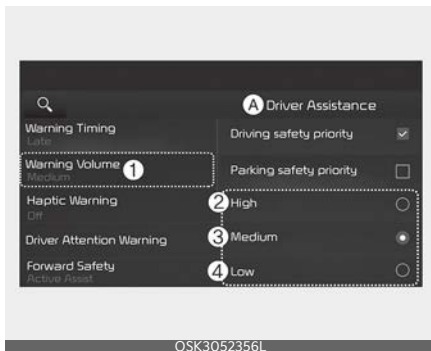 A Driver Assistance
Warning Timing
Late
Warning Volume 1
Medium
Haptic Warning
Off
Driver Attention Warning
Forward Safety
Active Assist
Driving safety priority
Parking safety priority
2 High
3 Medium
4 Low
OSK3052356L